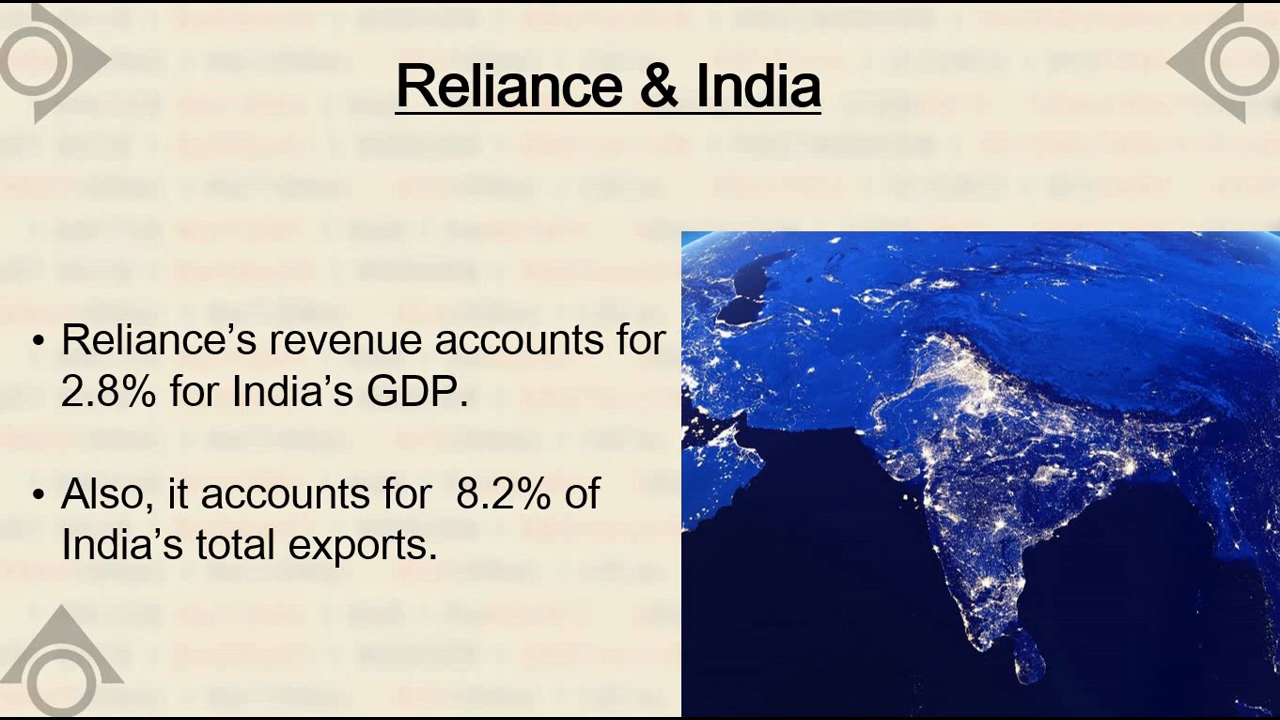 Reliance & India
• Reliance’s revenue accounts for
2.8% for India’s GDP.
• Also, it accounts for  8.2% of
India’s total exports.